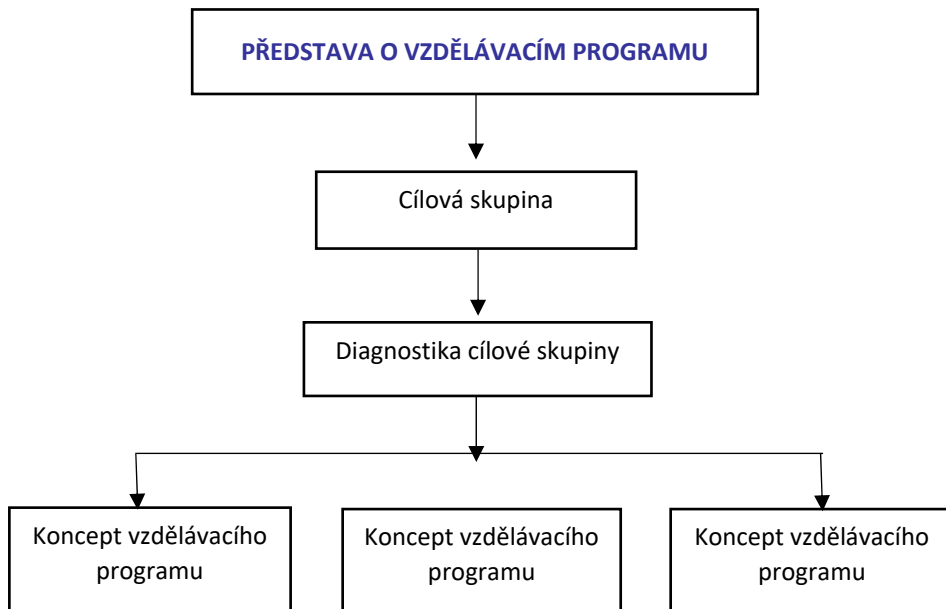 PŘEDSTAVA O VZDĚLÁVACÍM PROGRAMU
Cílová skupina
Diagnostika cílové skupiny
Koncept vzdělávacího
programu
Koncept vzdělávacího
programu
Koncept vzdělávacího
programu